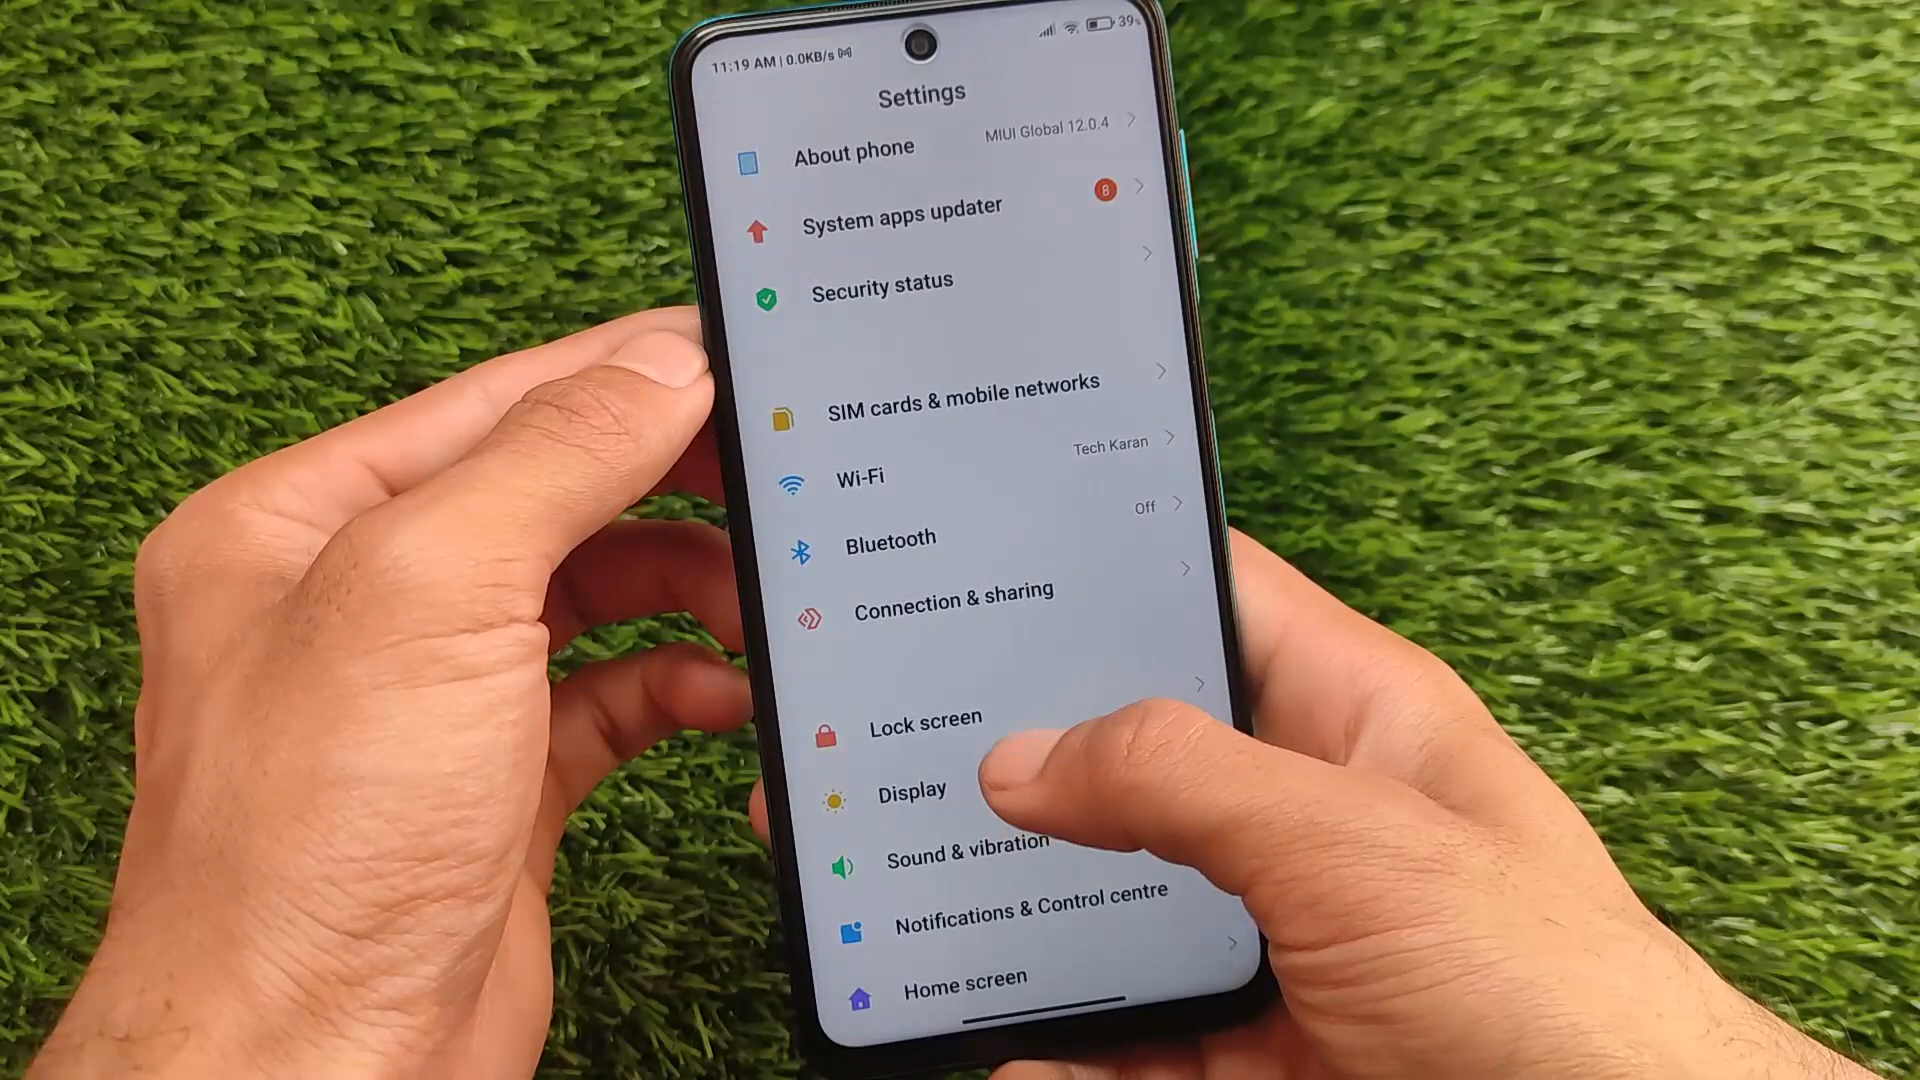 11:19 AM | 0.0KB/s
39%
Settings
About phone
MIUI Global 12.0.4
System apps updater
8
Security status
SIM cards & mobile networks
Wi-Fi
Tech Karan
Bluetooth
Off
Connection & sharing
Lock screen
Display
Sound & vibration
Notifications & Control centre
Home screen